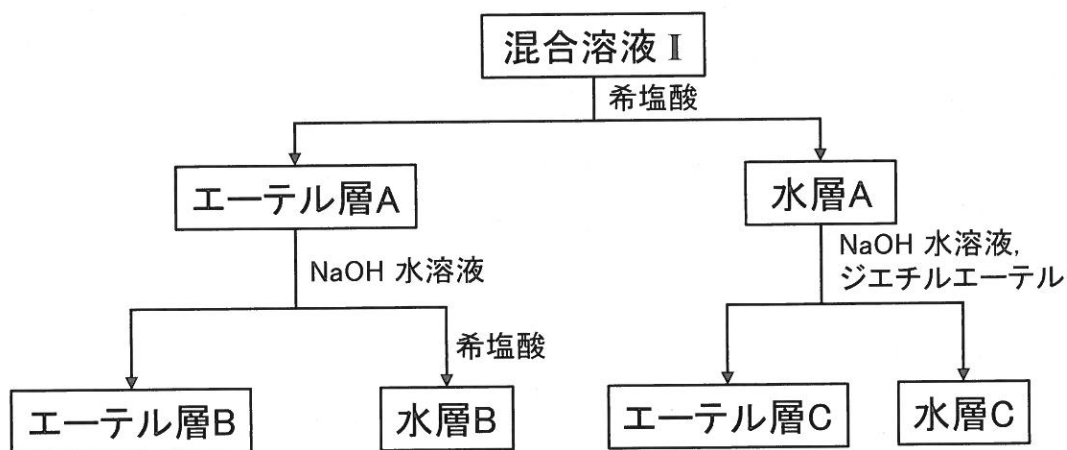 混合溶液 Ⅰ
希塩酸
エーテル層A
水層A
NaOH 水溶液
NaOH 水溶液,
ジエチルエーテル
希塩酸
エーテル層B
水層B
エーテル層C
水層C